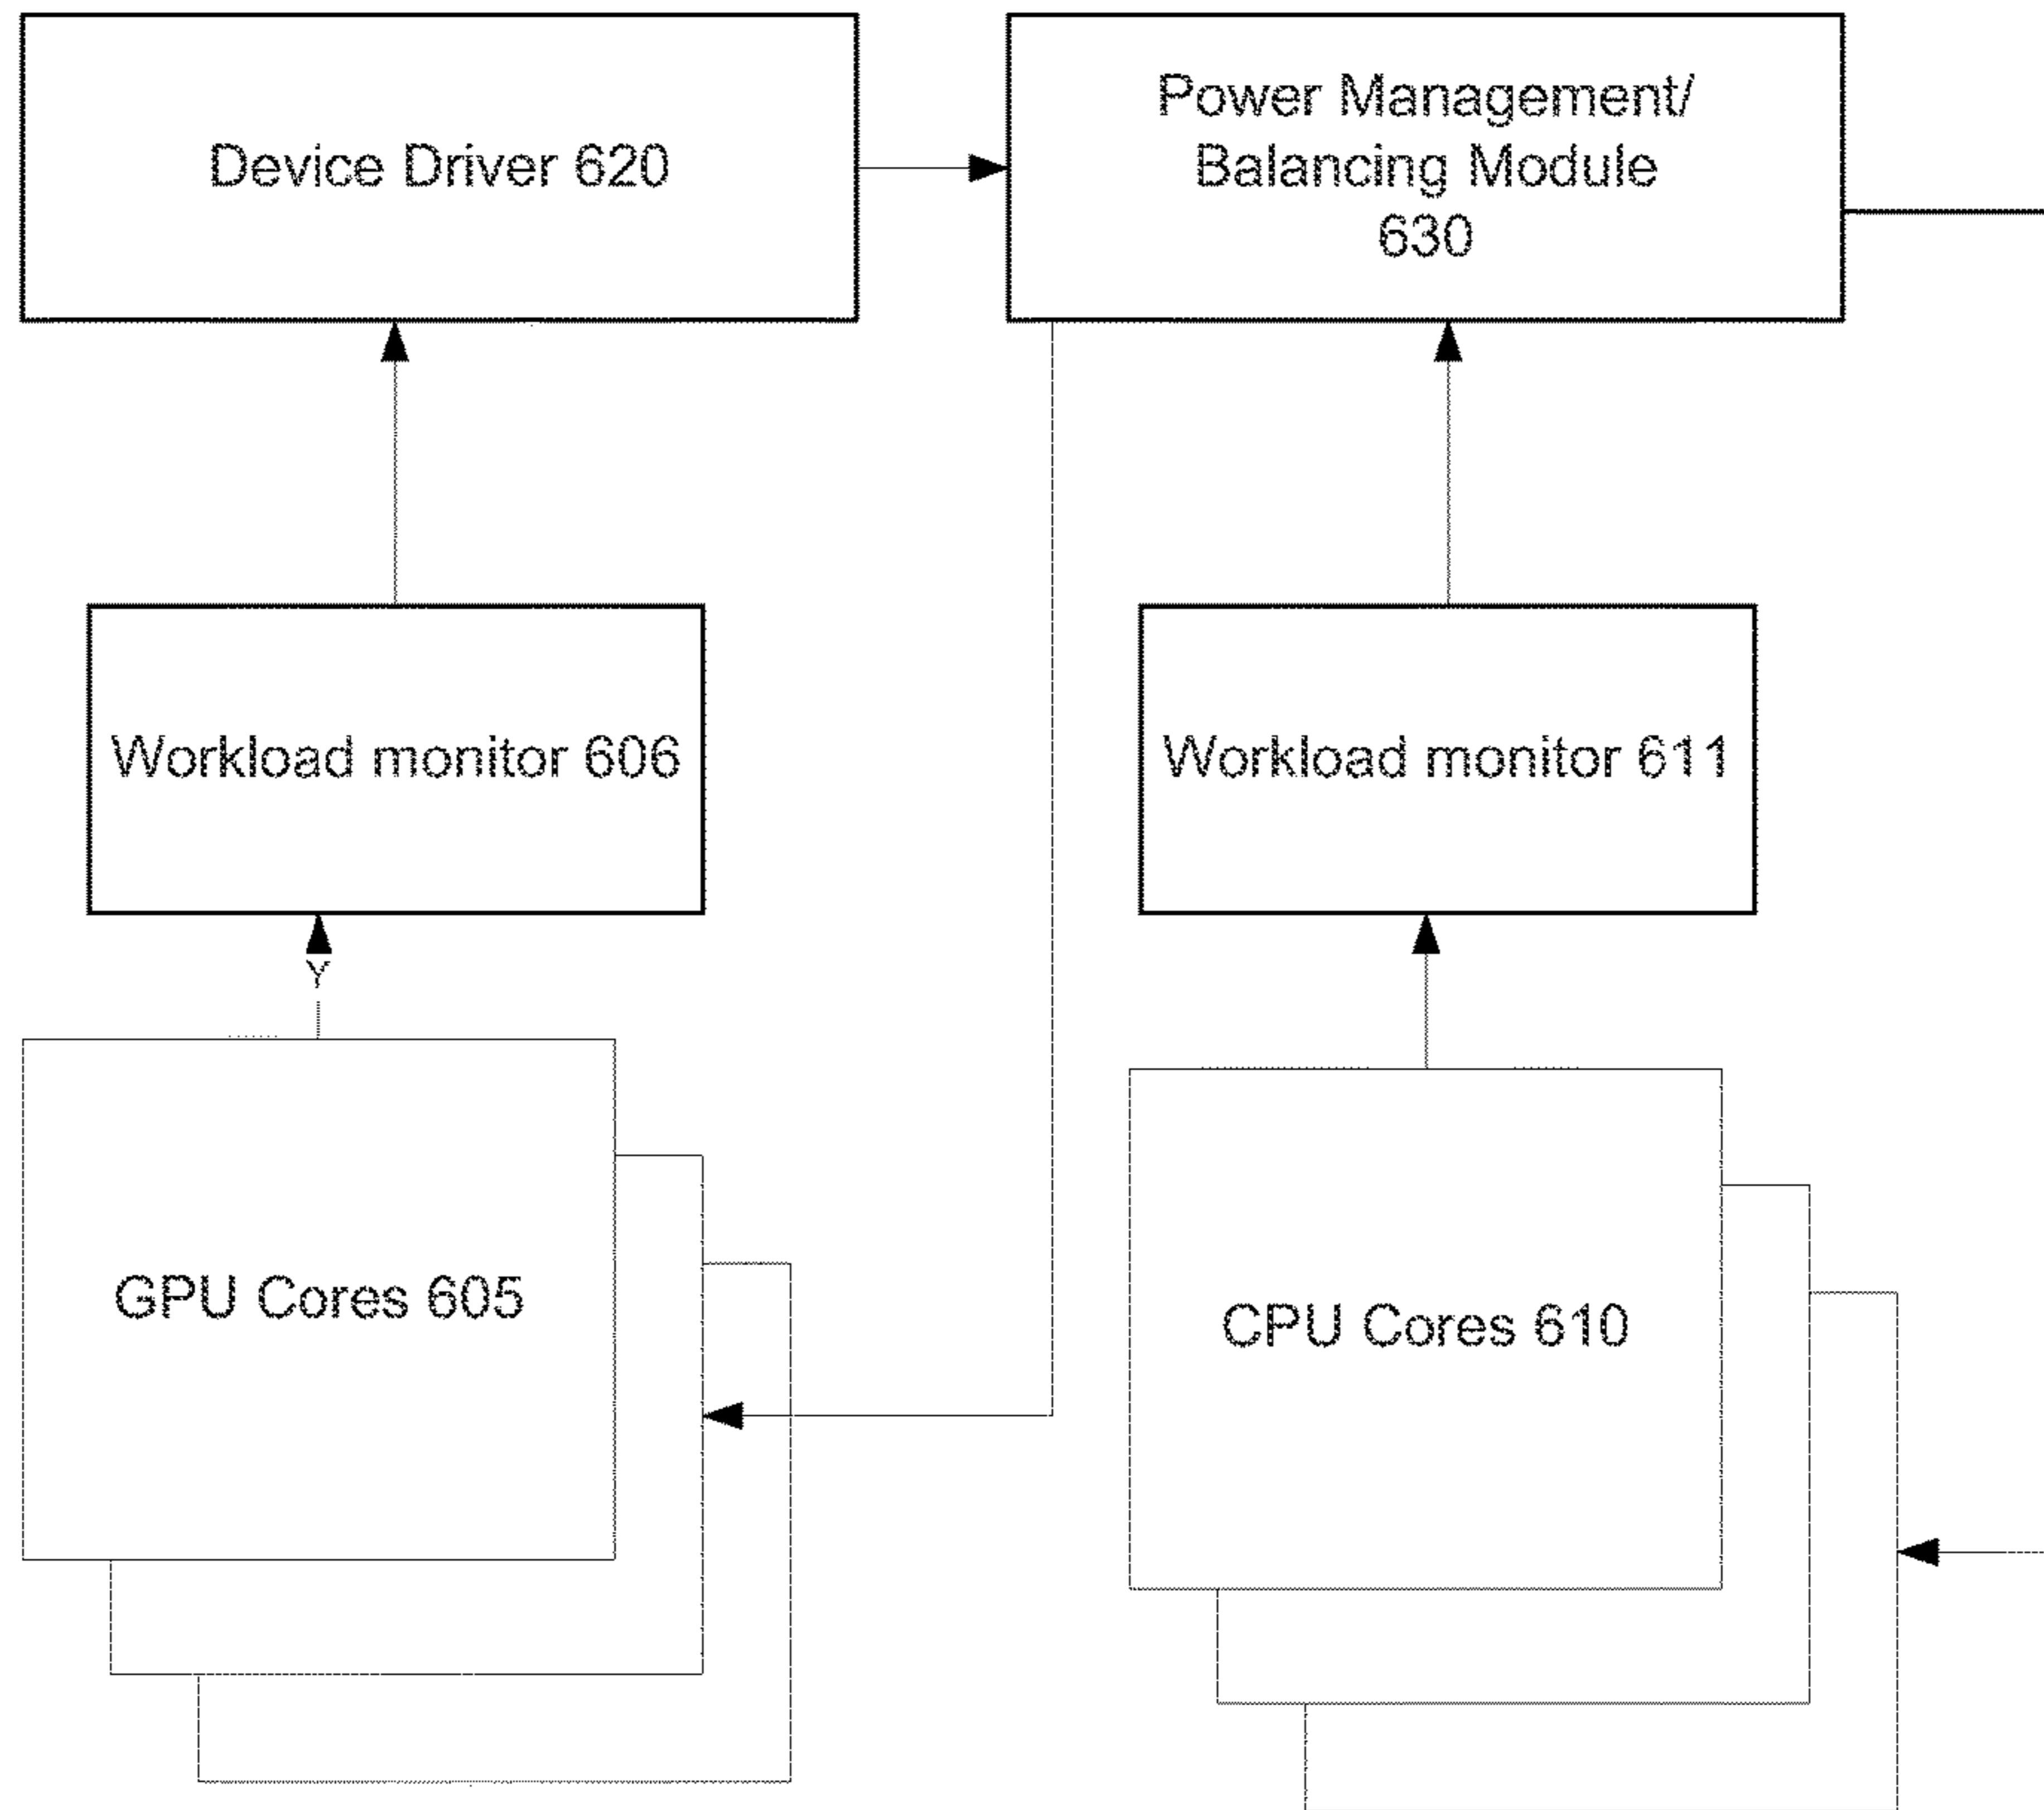 Device Driver 620
Power Management/
Balancing Module
630
Workload monitor 606
Workload monitor 611
Y
GPU Cores 605
CPU Cores 610